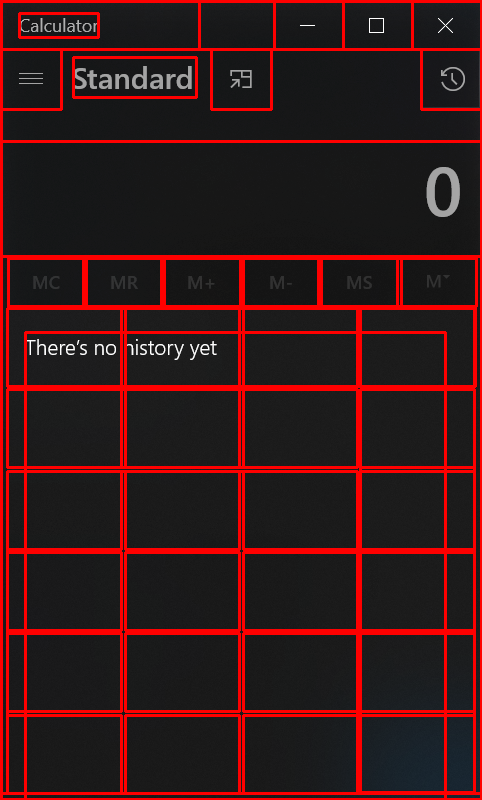 Calculator
Standard
0
MC MR M+ M- MS M˅
There's no history yet